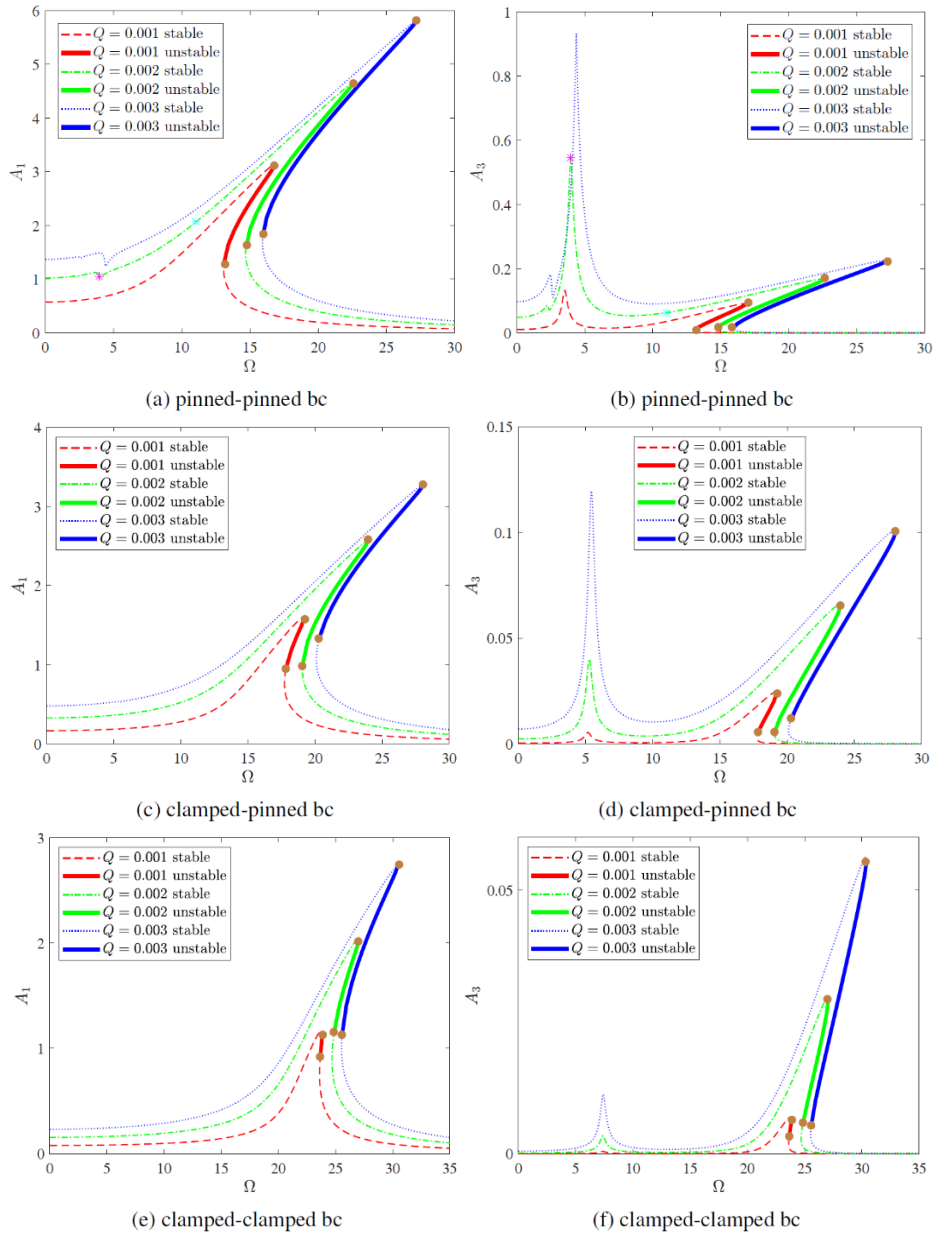 6
5
4
3
2
1
0
A₁
Q = 0.001 stable
Q = 0.001 unstable
Q = 0.002 stable
Q = 0.002 unstable
Q = 0.003 stable
Q = 0.003 unstable
0 5 10 15 20 25 30
Ω
(a) pinned-pinned bc
1
0.8
0.6
0.4
0.2
0
A₃
Q = 0.001 stable
Q = 0.001 unstable
Q = 0.002 stable
Q = 0.002 unstable
Q = 0.003 stable
Q = 0.003 unstable
0 5 10 15 20 25 30
Ω
(b) pinned-pinned bc
4
3
2
1
0
A₁
Q = 0.001 stable
Q = 0.001 unstable
Q = 0.002 stable
Q = 0.002 unstable
Q = 0.003 stable
Q = 0.003 unstable
0 5 10 15 20 25 30
Ω
(c) clamped-pinned bc
0.15
0.1
0.05
0
A₃
Q = 0.001 stable
Q = 0.001 unstable
Q = 0.002 stable
Q = 0.002 unstable
Q = 0.003 stable
Q = 0.003 unstable
0 5 10 15 20 25 30
Ω
(d) clamped-pinned bc
3
2
1
0
A₁
Q = 0.001 stable
Q = 0.001 unstable
Q = 0.002 stable
Q = 0.002 unstable
Q = 0.003 stable
Q = 0.003 unstable
0 5 10 15 20 25 30 35
Ω
(e) clamped-clamped bc
0.05
0
A₃
Q = 0.001 stable
Q = 0.001 unstable
Q = 0.002 stable
Q = 0.002 unstable
Q = 0.003 stable
Q = 0.003 unstable
0 5 10 15 20 25 30 35
Ω
(f) clamped-clamped bc